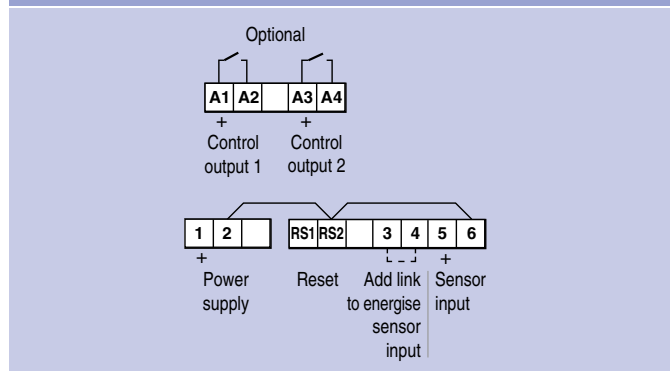 Optional
A1 A2 A3 A4
+ +
Control Control
output 1 output 2
1 2 RS1 RS2 3 4 5 6
+ +
Power Reset Add link Sensor
supply to energise input
sensor
input